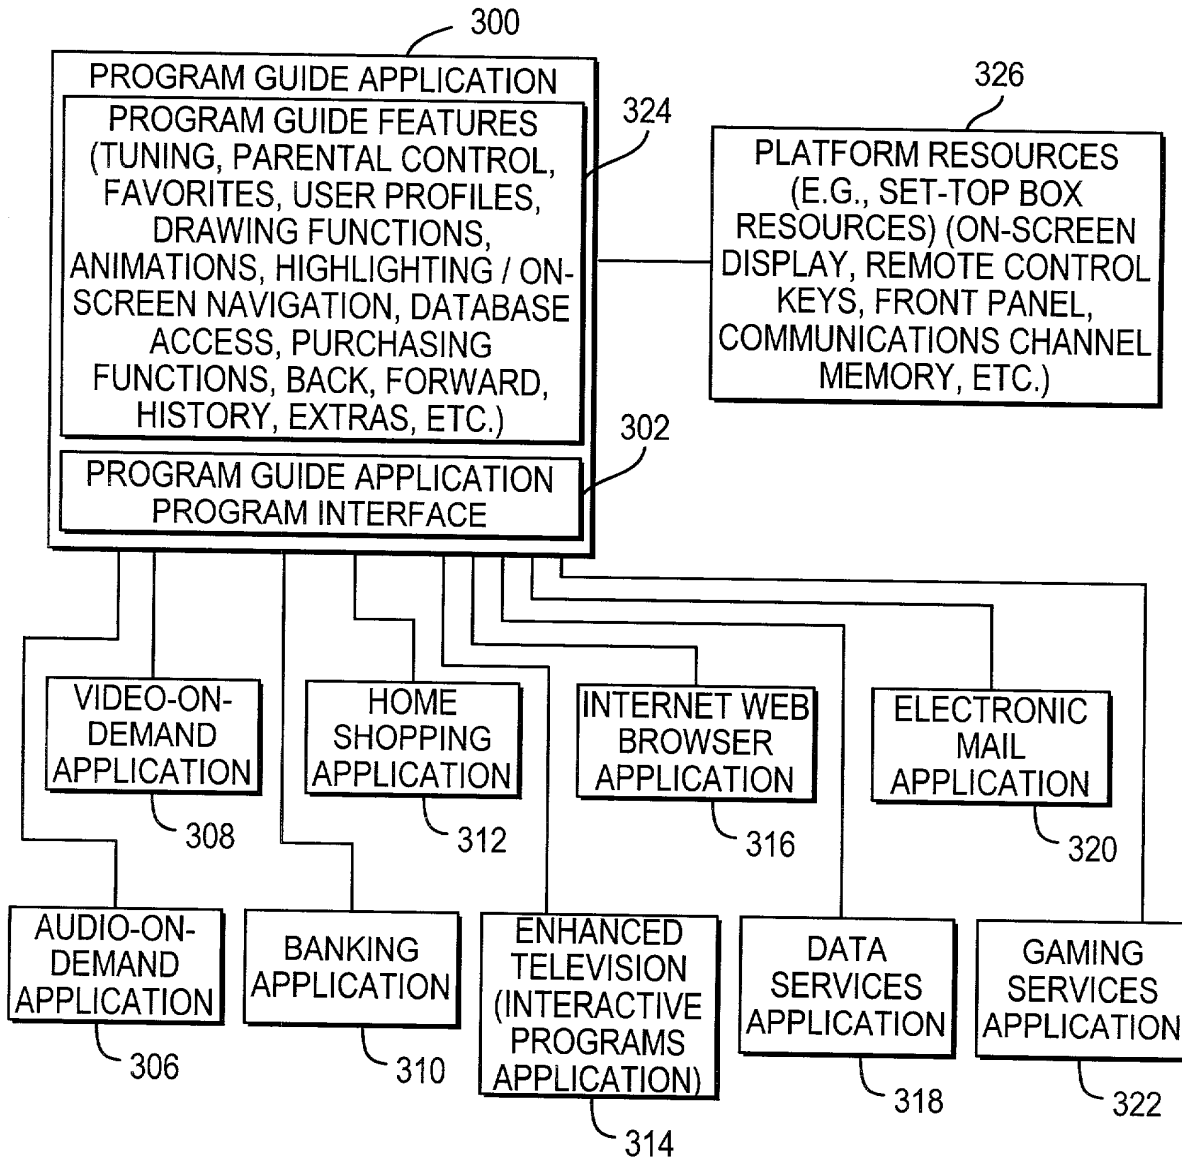 300
PROGRAM GUIDE APPLICATION
PROGRAM GUIDE FEATURES
(TUNING, PARENTAL CONTROL,
FAVORITES, USER PROFILES,
DRAWING FUNCTIONS,
ANIMATIONS, HIGHLIGHTING / ON-
SCREEN NAVIGATION, DATABASE
ACCESS, PURCHASING
FUNCTIONS, BACK, FORWARD,
HISTORY, EXTRAS, ETC.)
324
326
PLATFORM RESOURCES
(E.G., SET-TOP BOX
RESOURCES) (ON-SCREEN
DISPLAY, REMOTE CONTROL
KEYS, FRONT PANEL,
COMMUNICATIONS CHANNEL
MEMORY, ETC.)
302
PROGRAM GUIDE APPLICATION
PROGRAM INTERFACE
VIDEO-ON-
DEMAND
APPLICATION
308
HOME
SHOPPING
APPLICATION
312
INTERNET WEB
BROWSER
APPLICATION
316
ELECTRONIC
MAIL
APPLICATION
320
AUDIO-ON-
DEMAND
APPLICATION
306
BANKING
APPLICATION
310
ENHANCED
TELEVISION
(INTERACTIVE
PROGRAMS
APPLICATION)
314
DATA
SERVICES
APPLICATION
318
GAMING
SERVICES
APPLICATION
322